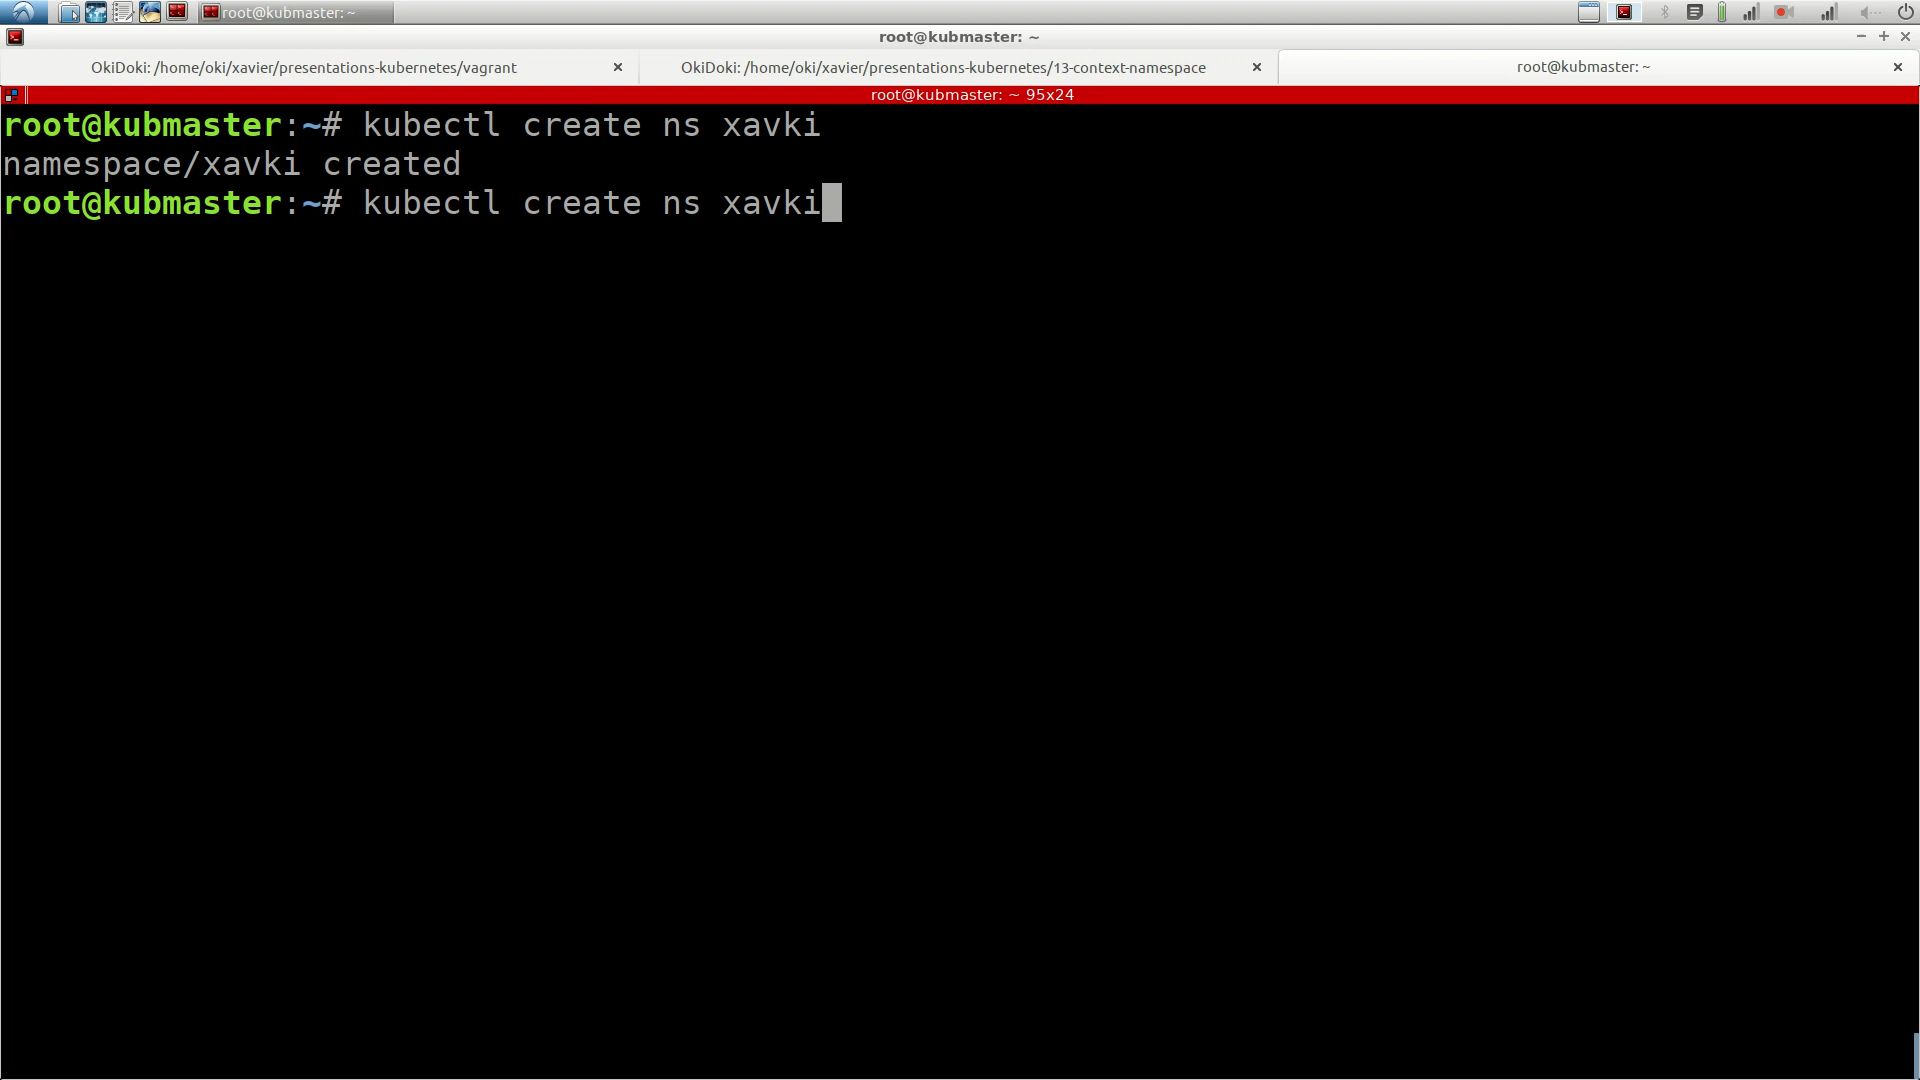 root@kubmaster: ~
root@kubmaster: ~
OkiDoki: /home/oki/xavier/presentations-kubernetes/vagrant
OkiDoki: /home/oki/xavier/presentations-kubernetes/13-context-namespace
root@kubmaster: ~
root@kubmaster: ~ 95x24
root@kubmaster:~# kubectl create ns xavki
namespace/xavki created
root@kubmaster:~# kubectl create ns xavki